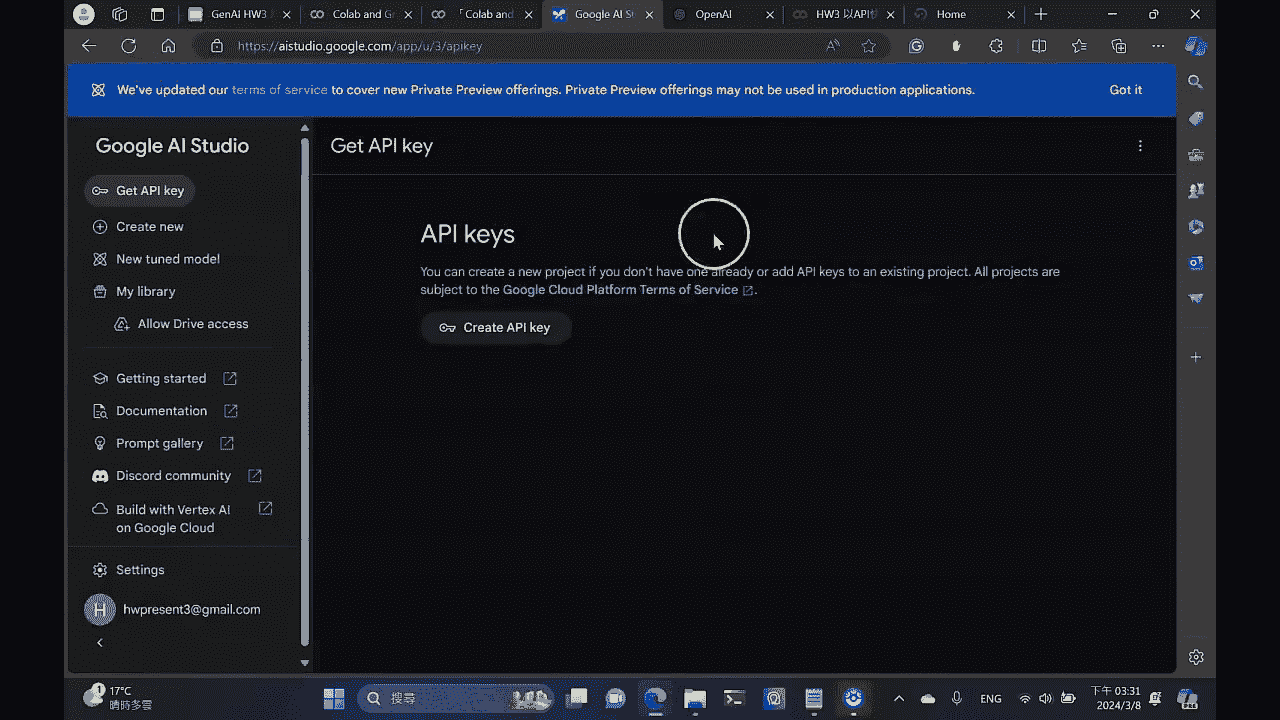 GenAI HW3
Colab and Gr
「Colab and
Google AI St
OpenAI
HW3 以API快
Home
https://aistudio.google.com/app/u/3/apikey
We've updated our terms of service to cover new Private Preview offerings. Private Preview offerings may not be used in production applications.
Got it
Google AI Studio
Get API key
Create new
New tuned model
My library
Allow Drive access
Getting started
Documentation
Prompt gallery
Discord community
Build with Vertex AI
on Google Cloud
Settings
H
hwpresent3@gmail.com
Get API key
API keys
You can create a new project if you don't have one already or add API keys to an existing project. All projects are
subject to the Google Cloud Platform Terms of Service.
Create API key
1
17°C
時多雲
搜尋
ENG
下午 03:31
2024/3/8